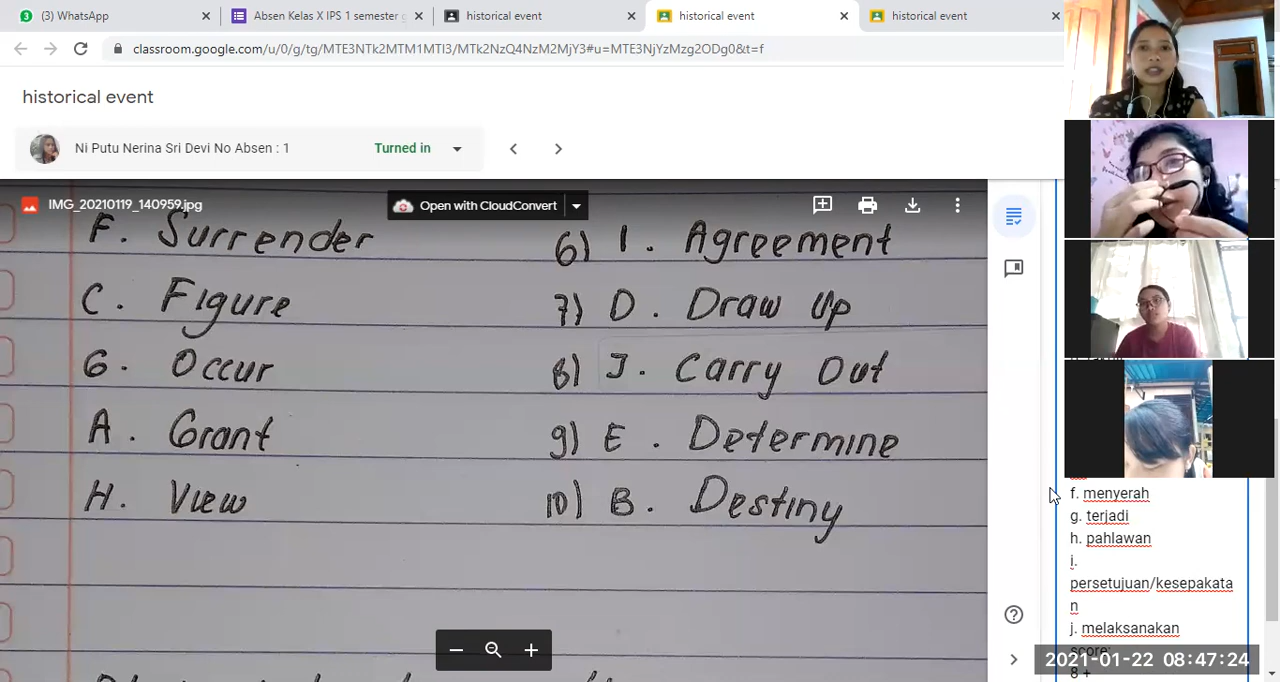 (3) WhatsApp
Absen Kelas X IPS 1 semester
historical event
historical event
historical event
classroom.google.com/u/0/g/tg/MTE3NTk2MTM1MTI3/MTk2NzQ4NzM2MjY3#u=MTE3NjYzMzg2ODg0&t=f
historical event
Ni Putu Nerina Sri Devi No Absen : 1
Turned in
IMG_20210119_140959.jpg
Open with CloudConvert
F. Surrender
6) I. Agreement
C. Figure
7) D. Draw Up
G. Occur
8) J. Carry Out
A. Grant
9) E. Determine
H. View
10) B. Destiny
f. menyerah
g. terjadi
h. pahlawan
i.
persetujuan/kesepakata
n
j. melaksanakan
score:
8 +
2021-01-22 08:47:24